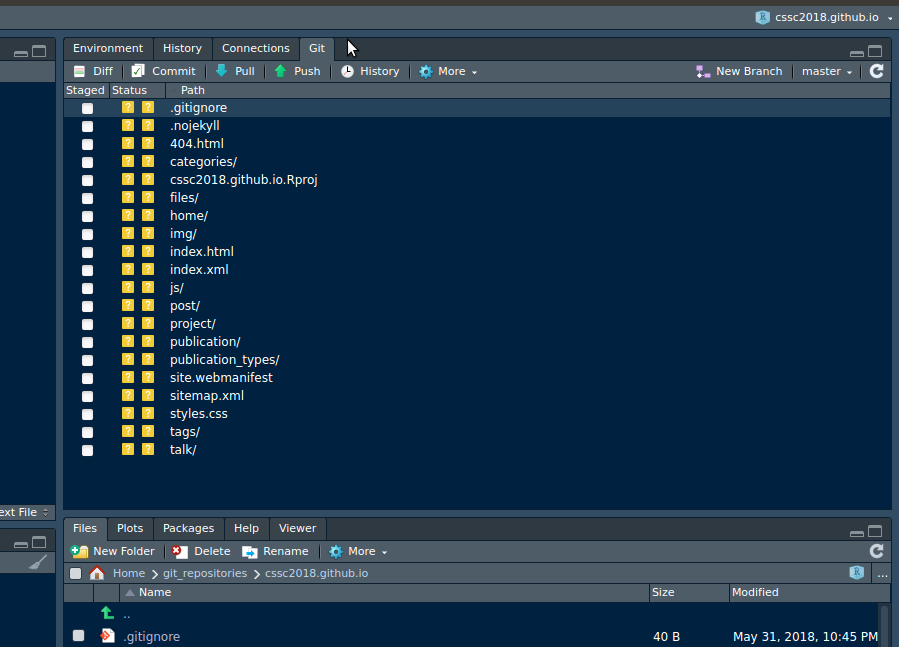 cssc2018.github.io
Environment History Connections Git
Diff Commit Pull Push History More New Branch master
Staged Status Path
? ? .gitignore
? ? .nojekyll
? ? 404.html
? ? categories/
? ? cssc2018.github.io.Rproj
? ? files/
? ? home/
? ? img/
? ? index.html
? ? index.xml
? ? js/
? ? post/
? ? project/
? ? publication/
? ? publication_types/
? ? site.webmanifest
? ? sitemap.xml
? ? styles.css
? ? tags/
? ? talk/
ext File
Files Plots Packages Help Viewer
New Folder Delete Rename More
Home git_repositories cssc2018.github.io R ...
Name Size Modified
..
.gitignore 40 B May 31, 2018, 10:45 PM